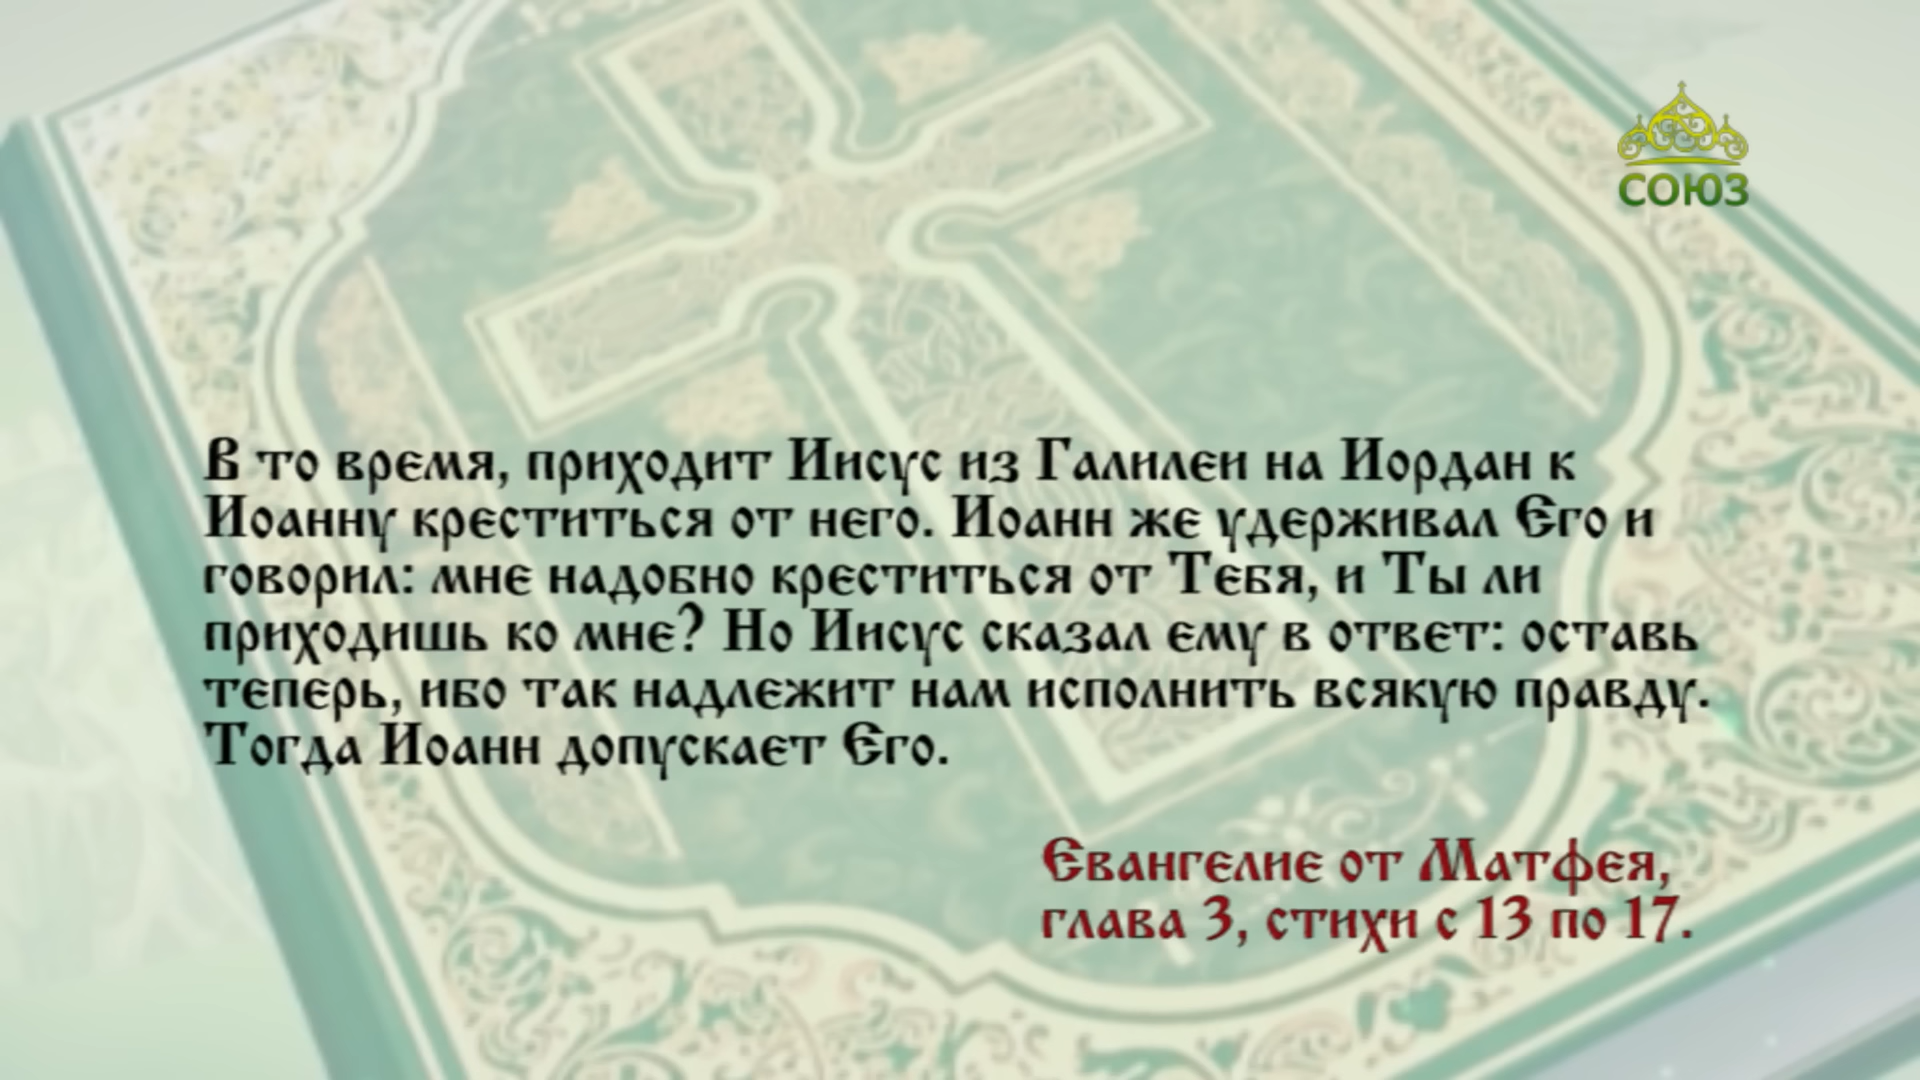 СОЮЗ
В то время, приходит Иисус из Галилеи на Иордан к
Иоанну креститься от него. Иоанн же удерживал Его и
говорил: мне надобно креститься от Тебя, и Ты ли
приходишь ко мне? Но Иисус сказал ему в ответ: оставь
теперь, ибо так надлежит нам исполнить всякую правду.
Тогда Иоанн допускает Его.
Евангелие от Матфея,
глава 3, стихи с 13 по 17.